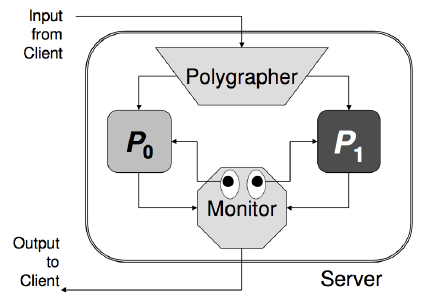 Input
from
Client
Polygrapher
P0
P1
Monitor
Output
to
Client
Server